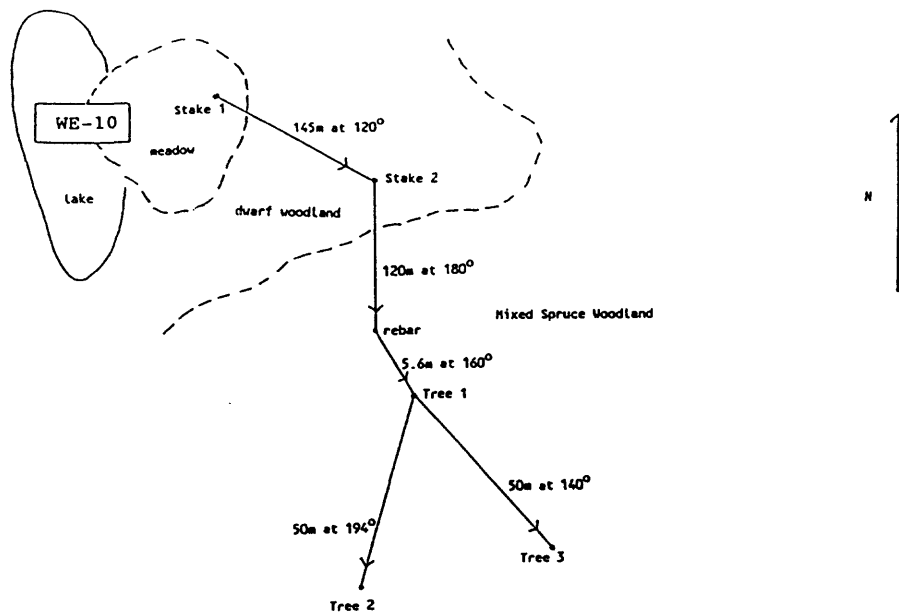 Stake 1
WE-10
145m at 120°
meadow
Stake 2
lake
dwarf woodland
N
120m at 180°
Mixed Spruce Woodland
rebar
5.6m at 160°
Tree 1
50m at 140°
50m at 194°
Tree 3
Tree 2